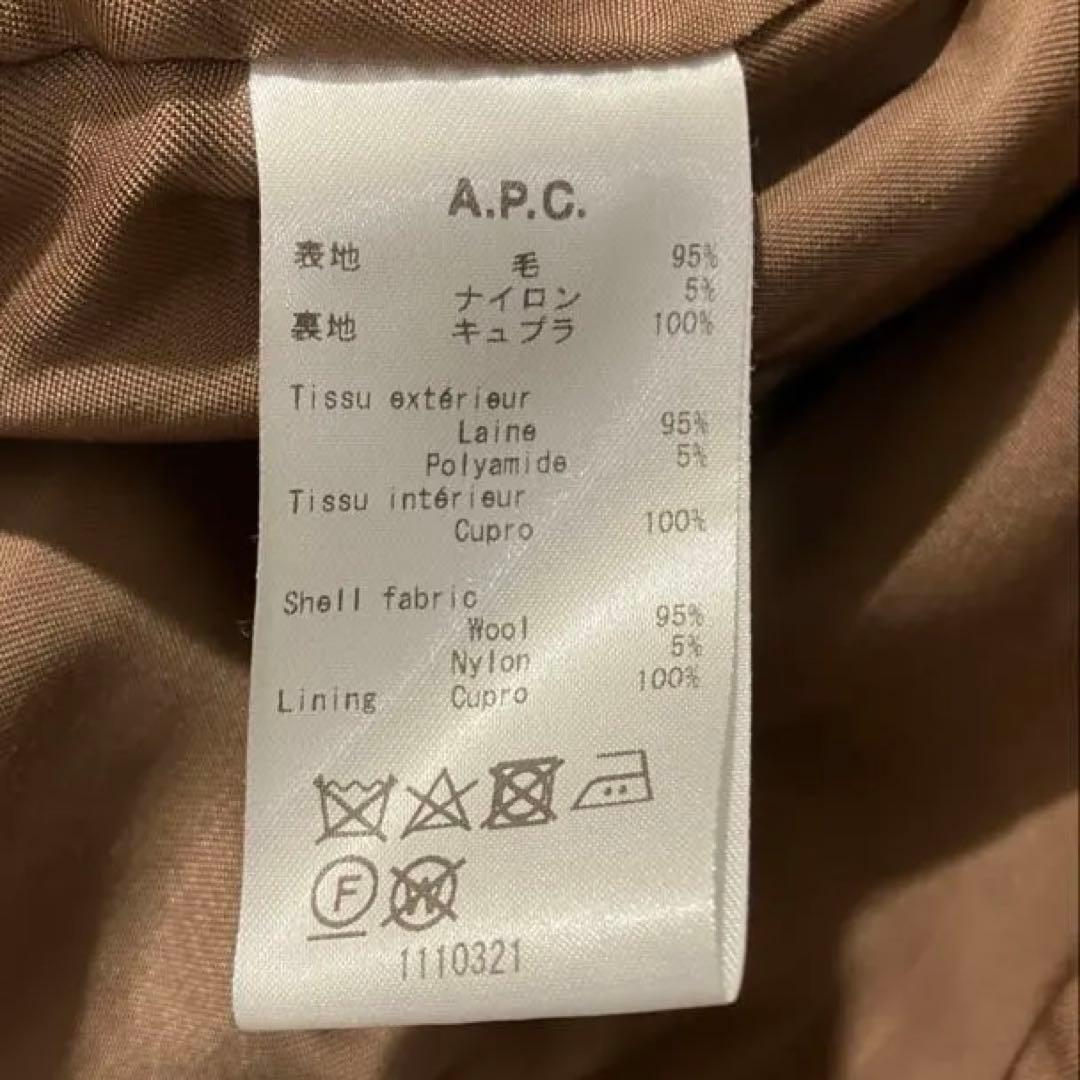 A.P.C.
表地 毛 95%
ナイロン 5%
裏地 キュプラ 100%
Tissu extérieur
Laine 95%
Polyamide 5%
Tissu intérieur
Cupro 100%
Shell fabric
Wool 95%
Nylon 5%
Lining Cupro 100%
F W
1110321